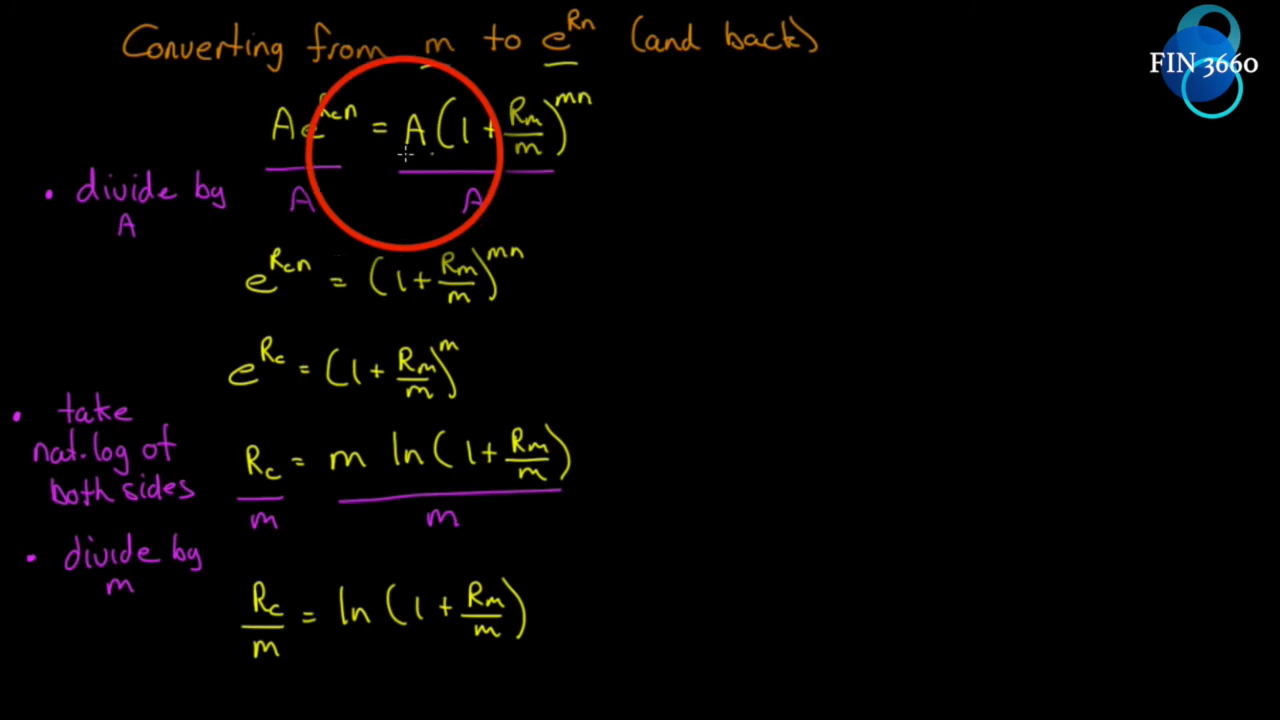 Converting from m to e^{Rn} (and back)
FIN 3660
Ae^{Rcn} = A(1 + Rm/m)^{mn}
A A
• divide by
A
e^{Rcn} = (1 + Rm/m)^{mn}
e^{Rc} = (1 + Rm/m)^m
• take
nat. log of
both sides
Rc = m ln(1 + Rm/m)
m m
• divide by
m
Rc/m = ln(1 + Rm/m)